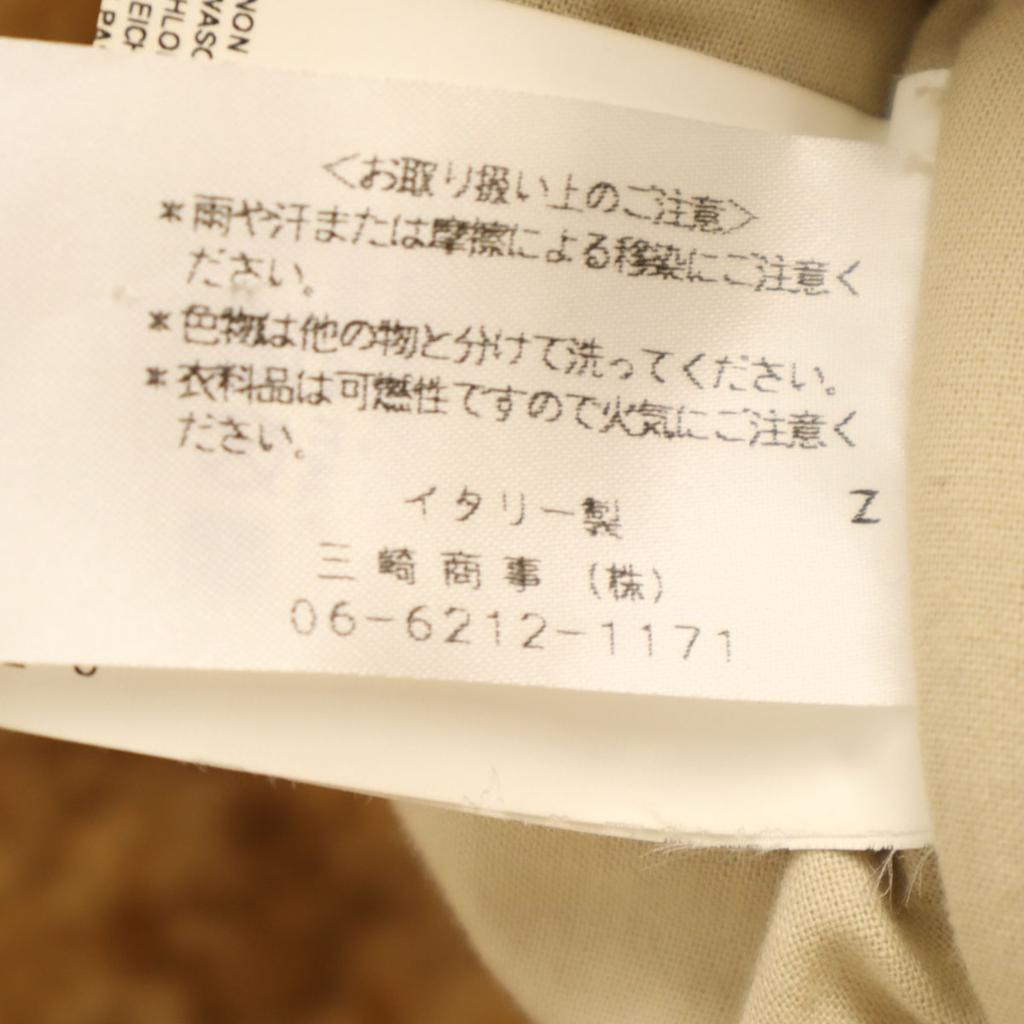 <お取り扱い上のご注意>
*雨や汗または摩擦による移染にご注意く
ださい。
*色物は他の物と分けて洗ってください。
*衣料品は可燃性ですので火気にご注意く
ださい。
イタリー製
Z
三崎商事(株)
06-6212-1171
NON